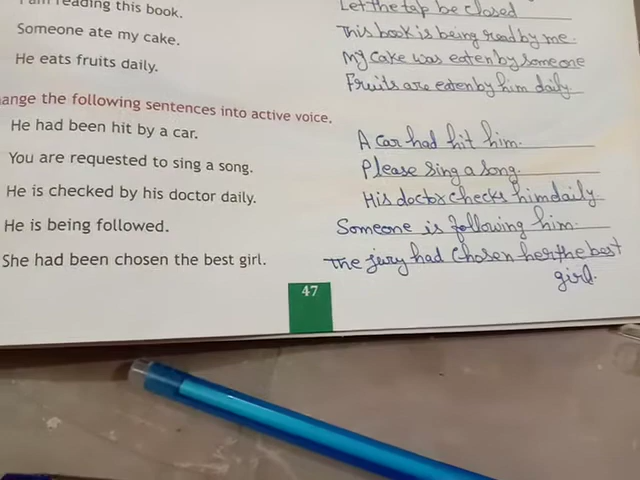 am reading this book.
Let the tap be closed
Someone ate my cake.
This book is being read by me.
He eats fruits daily.
My cake was eaten by someone
Fruits are eaten by him daily.
ange the following sentences into active voice.
He had been hit by a car.
A car had hit him.
You are requested to sing a song.
Please sing a song.
He is checked by his doctor daily.
His doctor checks him daily
He is being followed.
Someone is following him.
She had been chosen the best girl.
The jury had chosen her the best
girl.
47